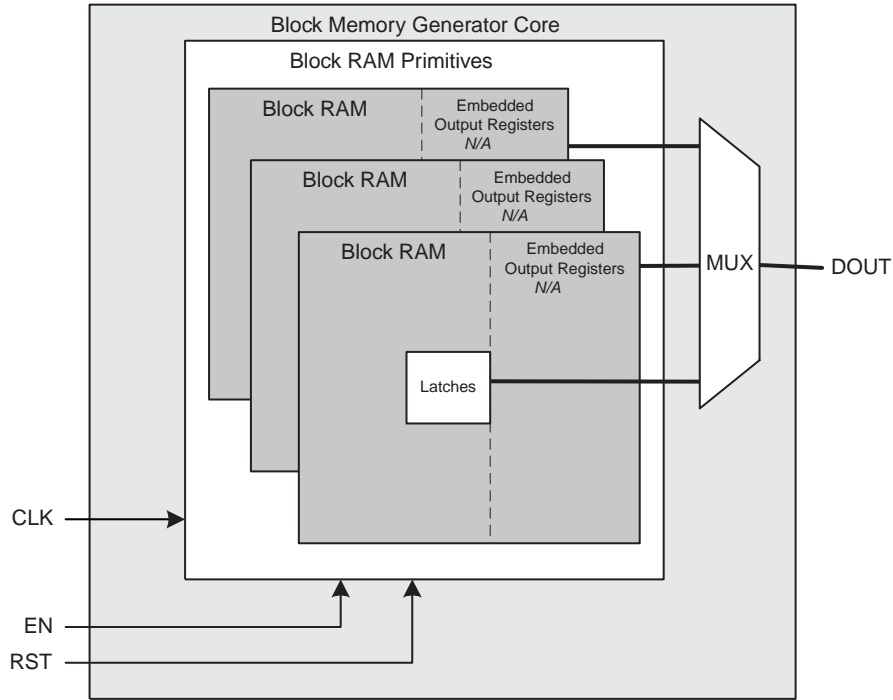 Block Memory Generator Core
Block RAM Primitives
Block RAM
Embedded
Output Registers
N/A
Block RAM
Embedded
Output Registers
N/A
Block RAM
Embedded
Output Registers
N/A
MUX
DOUT
Latches
CLK
EN
RST